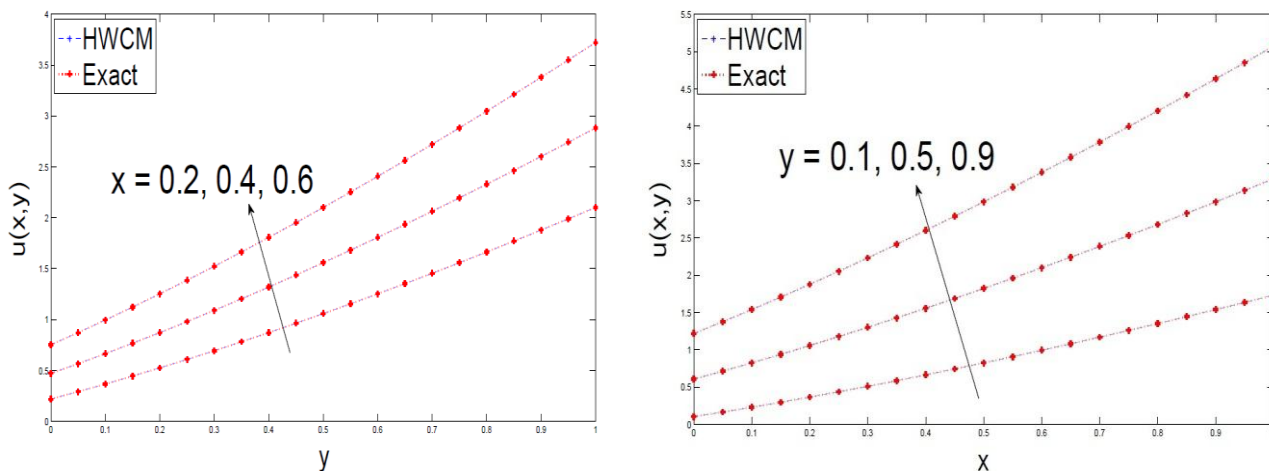 4
3.5
3
2.5
2
1.5
1
0.5
0
HWCM
Exact
x = 0.2, 0.4, 0.6
u(x,y)
0 0.1 0.2 0.3 0.4 0.5 0.6 0.7 0.8 0.9 1
y
5.5
5
4.5
4
3.5
3
2.5
2
1.5
1
0.5
0
HWCM
Exact
y = 0.1, 0.5, 0.9
u(x,y)
0 0.1 0.2 0.3 0.4 0.5 0.6 0.7 0.8 0.9
x